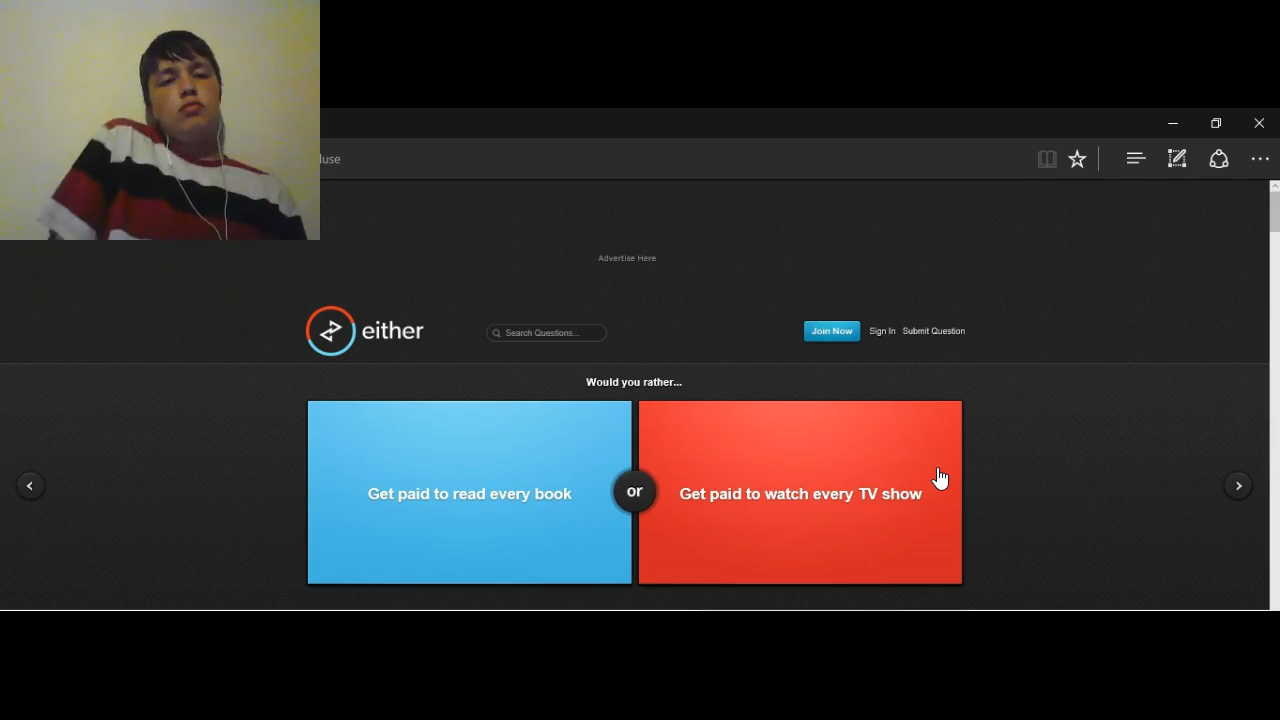 luse
Advertise Here
either
Search Questions...
Join Now
Sign In
Submit Question
Would you rather...
Get paid to read every book
or
Get paid to watch every TV show